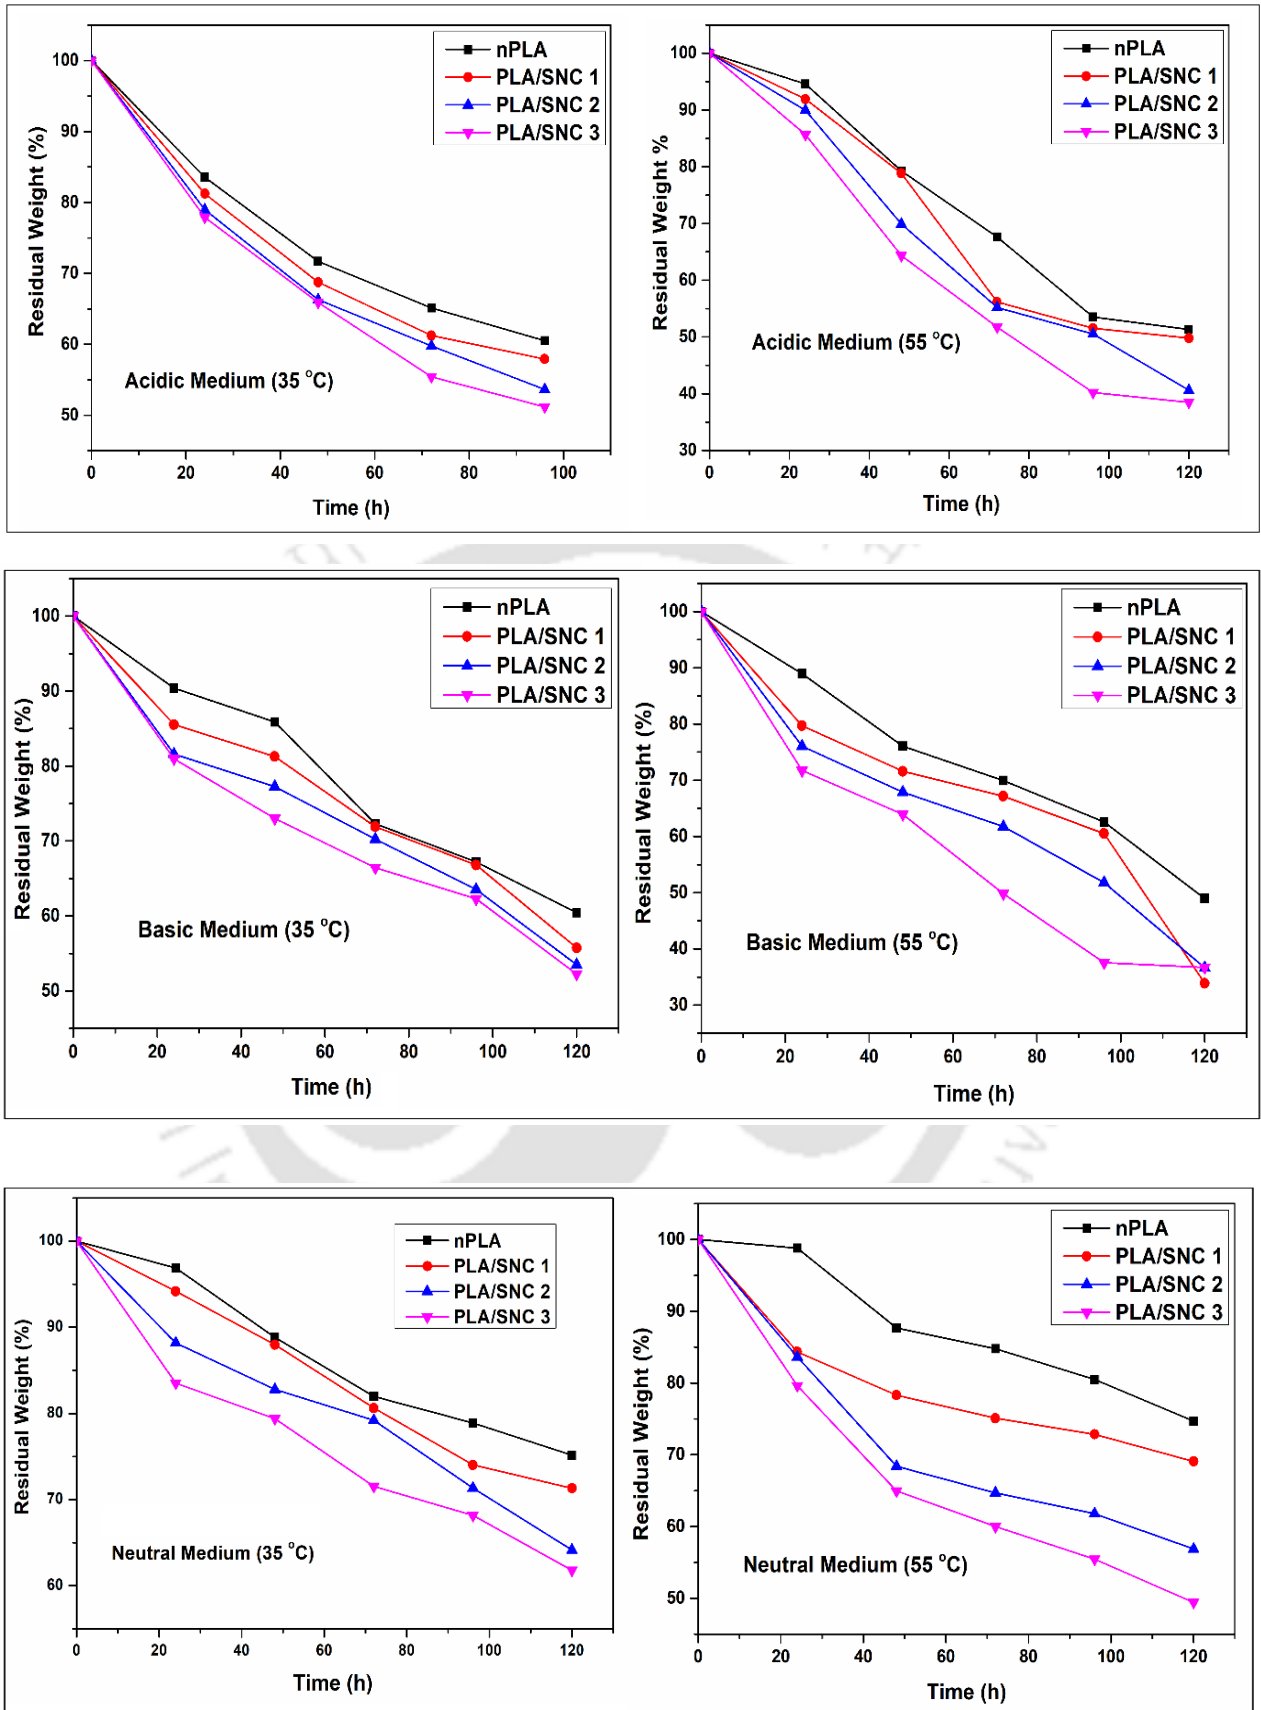 nPLA
PLA/SNC 1
PLA/SNC 2
PLA/SNC 3
100
90
80
70
60
50
Residual Weight (%)
Acidic Medium (35 °C)
0 20 40 60 80 100
Time (h)
nPLA
PLA/SNC 1
PLA/SNC 2
PLA/SNC 3
100
90
80
70
60
50
40
30
Residual Weight %
Acidic Medium (55 °C)
0 20 40 60 80 100 120
Time (h)
nPLA
PLA/SNC 1
PLA/SNC 2
PLA/SNC 3
100
90
80
70
60
50
Residual Weight (%)
Basic Medium (35 °C)
0 20 40 60 80 100 120
Time (h)
nPLA
PLA/SNC 1
PLA/SNC 2
PLA/SNC 3
100
90
80
70
60
50
40
30
Residual Weight (%)
Basic Medium (55 °C)
0 20 40 60 80 100 120
Time (h)
nPLA
PLA/SNC 1
PLA/SNC 2
PLA/SNC 3
100
90
80
70
60
Residual Weight (%)
Neutral Medium (35 °C)
0 20 40 60 80 100 120
Time (h)
nPLA
PLA/SNC 1
PLA/SNC 2
PLA/SNC 3
100
90
80
70
60
50
Residual Weight (%)
Neutral Medium (55 °C)
0 20 40 60 80 100 120
Time (h)